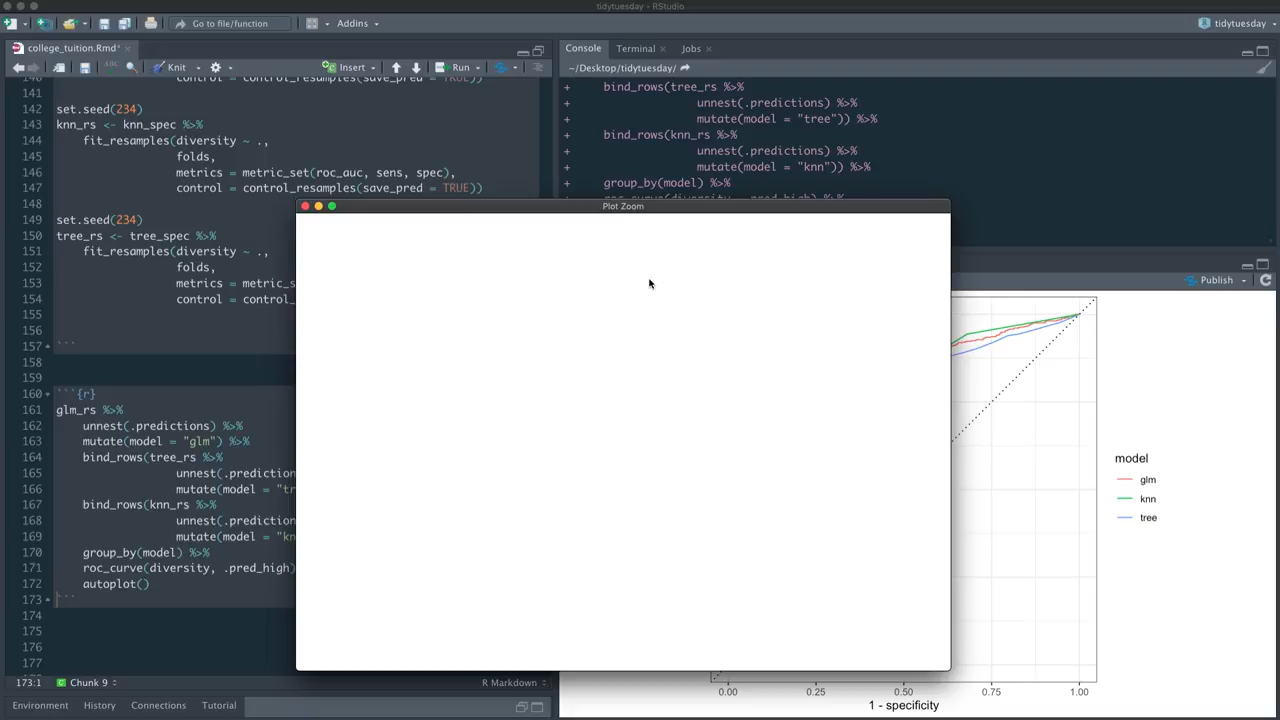 tidytuesday - RStudio
Go to file/function
Addins
tidytuesday
college_tuition.Rmd*
Knit
Insert
Run
140 control = control_resamples(save_pred = TRUE))
141
142 set.seed(234)
143 knn_rs <- knn_spec %>%
144 fit_resamples(diversity ~ .,
145 folds,
146 metrics = metric_set(roc_auc, sens, spec),
147 control = control_resamples(save_pred = TRUE))
148
149 set.seed(234)
150 tree_rs <- tree_spec %>%
151 fit_resamples(diversity ~ .,
152 folds,
153 metrics = metric_s
154 control = control_
155
156
157 ```
158
159
160 ```{r}
161 glm_rs %>%
162 unnest(.predictions) %>%
163 mutate(model = "glm") %>%
164 bind_rows(tree_rs %>%
165 unnest(.prediction
166 mutate(model = "tr
167 bind_rows(knn_rs %>%
168 unnest(.prediction
169 mutate(model = "kn
170 group_by(model) %>%
171 roc_curve(diversity, .pred_high)
172 autoplot()
173 ```
174
175
176
177
173:1 Chunk 9
R Markdown
Environment History Connections Tutorial
Console Terminal Jobs
~/Desktop/tidytuesday/
+ bind_rows(tree_rs %>%
+ unnest(.predictions) %>%
+ mutate(model = "tree")) %>%
+ bind_rows(knn_rs %>%
+ unnest(.predictions) %>%
+ mutate(model = "knn")) %>%
+ group_by(model) %>%
+ roc_curve(diversity, .pred_high) %>%
Plot Zoom
Publish
model
glm
knn
tree
0.00 0.25 0.50 0.75 1.00
1 - specificity